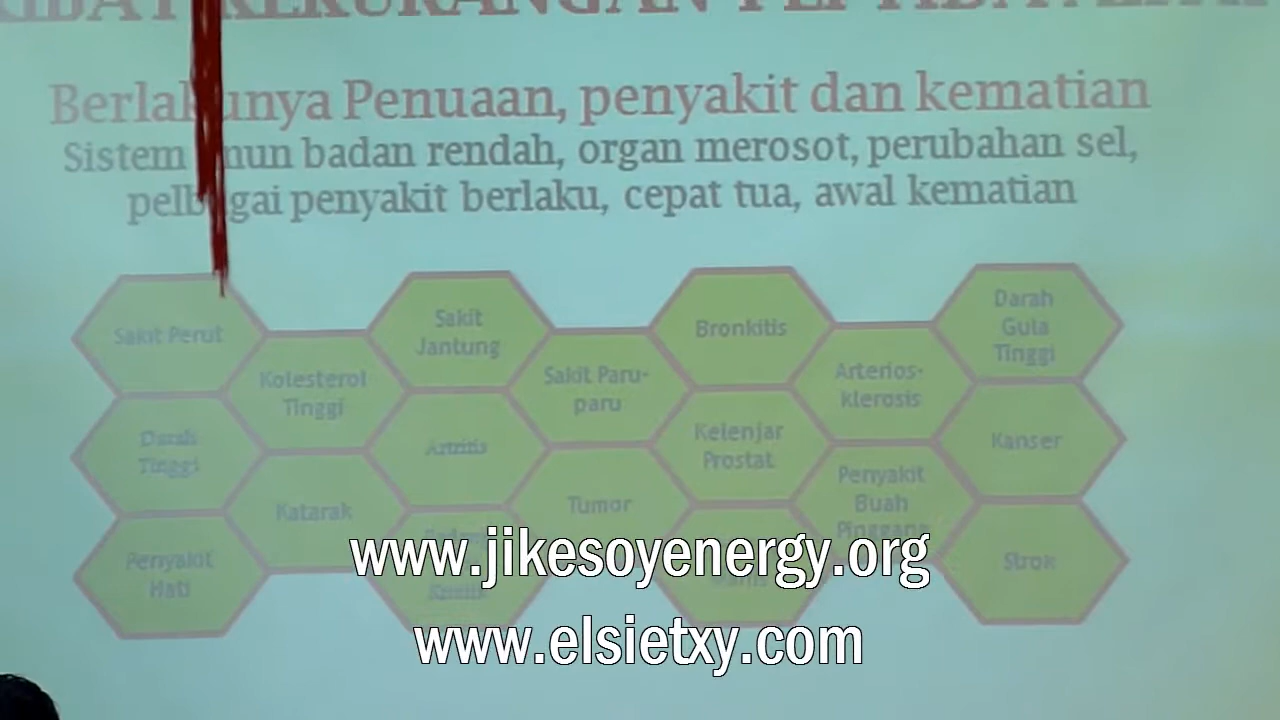 KEKURANGAN
Berlakunya Penuaan, penyakit dan kematian
Sistem imun badan rendah, organ merosot, perubahan sel,
pelbagai penyakit berlaku, cepat tua, awal kematian
Sakit Perut
Kolesterol
Tinggi
Sakit
Jantung
Sakit Paru-
paru
Bronkitis
Arterios-
klerosis
Darah
Gula
Tinggi
Darah
Tinggi
Katarak
Artritis
Tumor
Kelenjar
Prostat
Penyakit
Buah
Pinggang
Kanser
Penyakit
Hati
Strok
www.jikesoyenergy.org
www.elsietxy.com